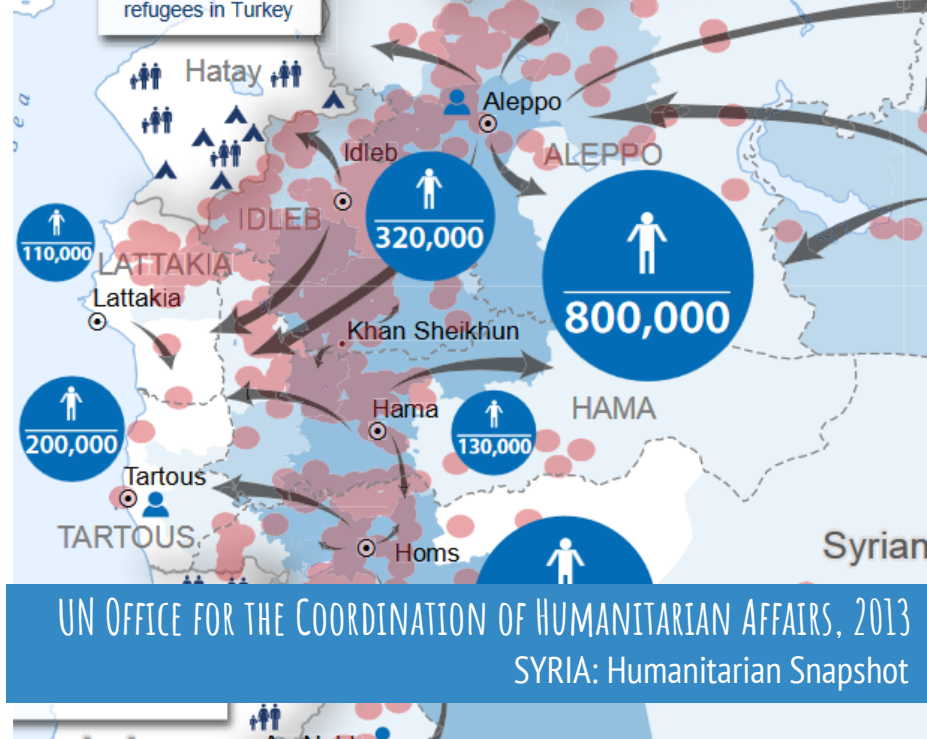 refugees in Turkey
Hatay
Sea
Aleppo
Idleb
ALEPPO
IDLEB
320,000
110,000
LATTAKIA
Lattakia
800,000
Khan Sheikhun
Hama
HAMA
130,000
200,000
Tartous
TARTOUS
Homs
Syrian
UN OFFICE FOR THE COORDINATION OF HUMANITARIAN AFFAIRS, 2013
SYRIA: Humanitarian Snapshot